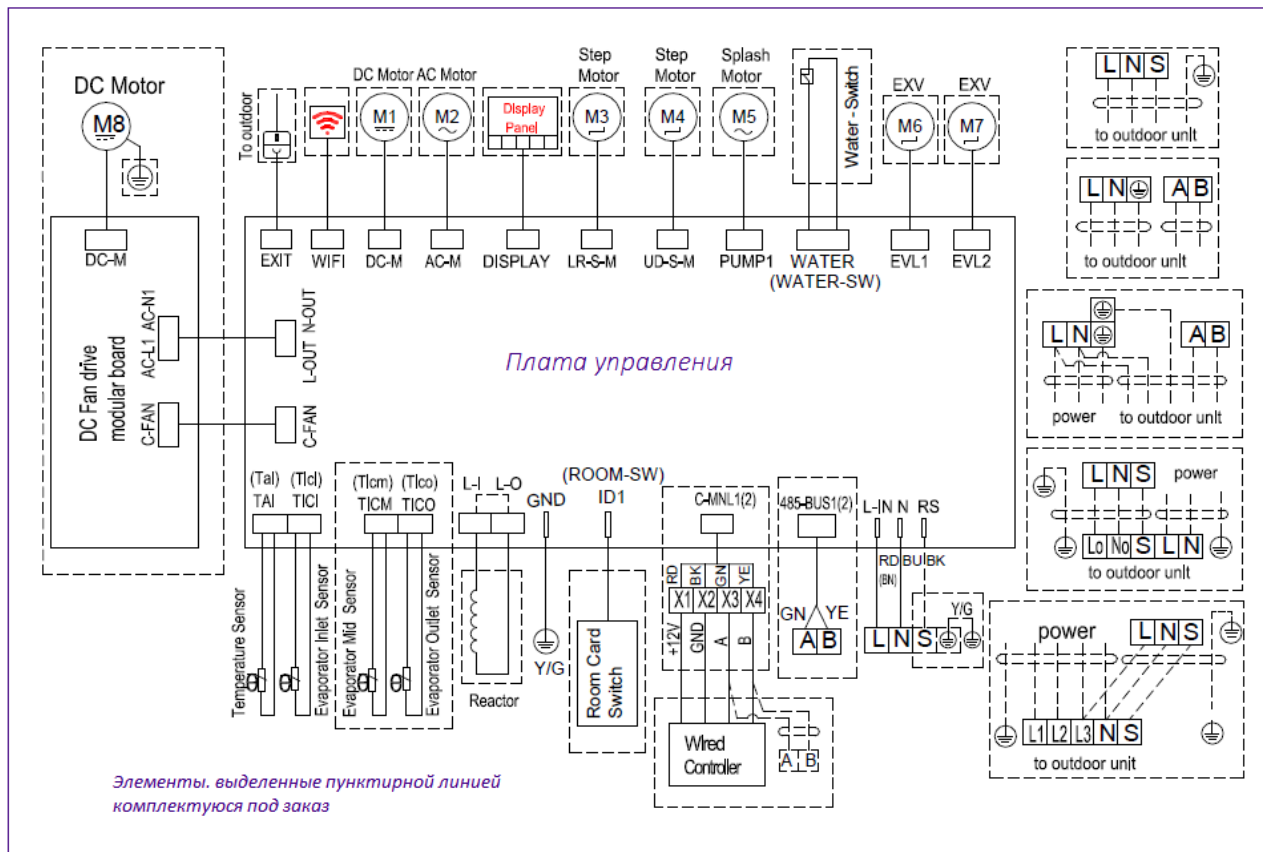 DC Motor
M8
DC-M
AC-L1 AC-N1
C-FAN
DC Fan drive
modular board
To outdoor
DC Motor
M1
AC Motor
M2
Display
Panel
Step
Motor
M3
Step
Motor
M4
Splash
Motor
M5
Water - Switch
EXV
M6
EXV
M7
EXIT
WIFI
DC-M
AC-M
DISPLAY
LR-S-M
UD-S-M
PUMP1
WATER
(WATER-SW)
EVL1
EVL2
L-OUT N-OUT
C-FAN
Плата управления
(TaI)
TAI
(TIcI)
TICI
(TIcm)
TICM
(TIco)
TICO
L-I
L-O
GND
(ROOM-SW)
ID1
C-MNL1(2)
485-BUS1(2)
L-IN N RS
Temperature Sensor
Evaporator Inlet Sensor
Evaporator Mid Sensor
Evaporator Outlet Sensor
Reactor
Y/G
Room Card
Switch
RD BK GN YE
X1 X2 X3 X4
+12V GND A B
Wired
Controller
A B
GN YE
A B
RD BU BK
(BN)
L N S
Y/G
L N S
to outdoor unit
L N
A B
to outdoor unit
L N
A B
power
to outdoor unit
L N S
power
Lo No S L N
to outdoor unit
power
L N S
L1 L2 L3 N S
to outdoor unit
Элементы. выделенные пунктирной линией
комплектуюся под заказ